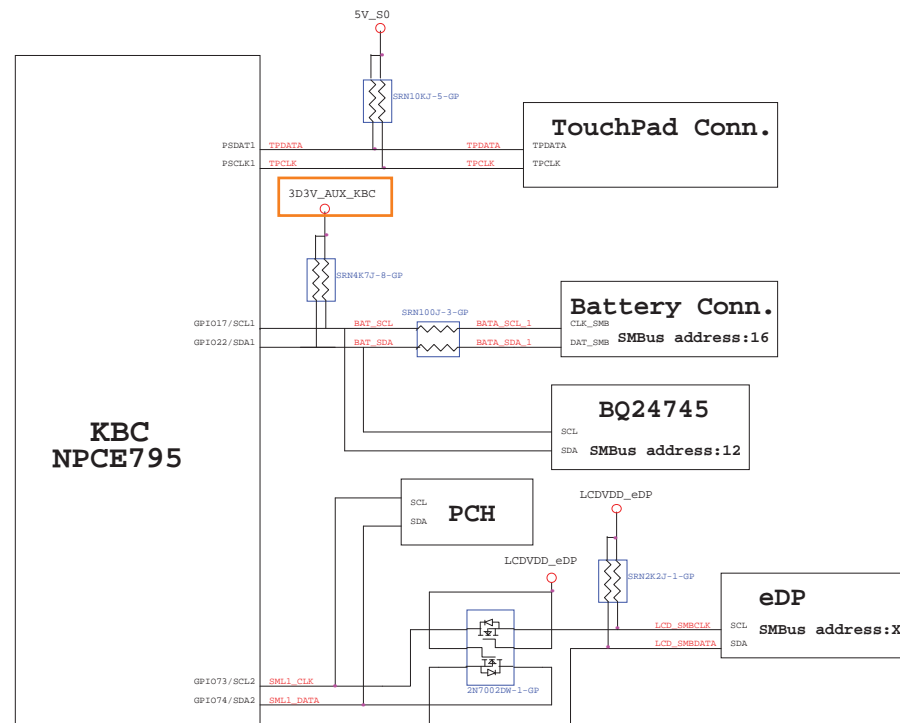 5V_S0
SRN10KJ-5-GP
TouchPad Conn.
PSDAT1 TPDATA TPDATA TPDATA
PSCLK1 TPCLK TPCLK TPCLK
3D3V_AUX_KBC
SRN4K7J-8-GP
Battery Conn.
SRN100J-3-GP
GPIO17/SCL1 BAT_SCL BATA_SCL_1 CLK_SMB
SMBus address:16
GPIO22/SDA1 BAT_SDA BATA_SDA_1 DAT_SMB
BQ24745
SCL
SDA SMBus address:12
KBC
NPCE795
PCH
SCL
SDA
LCDVDD_eDP
LCDVDD_eDP
SRN2K2J-1-GP
eDP
LCD_SMBCLK SCL
SMBus address:X
LCD_SMBDATA SDA
GPIO73/SCL2 SML1_CLK
2N7002DW-1-GP
GPIO74/SDA2 SML1_DATA